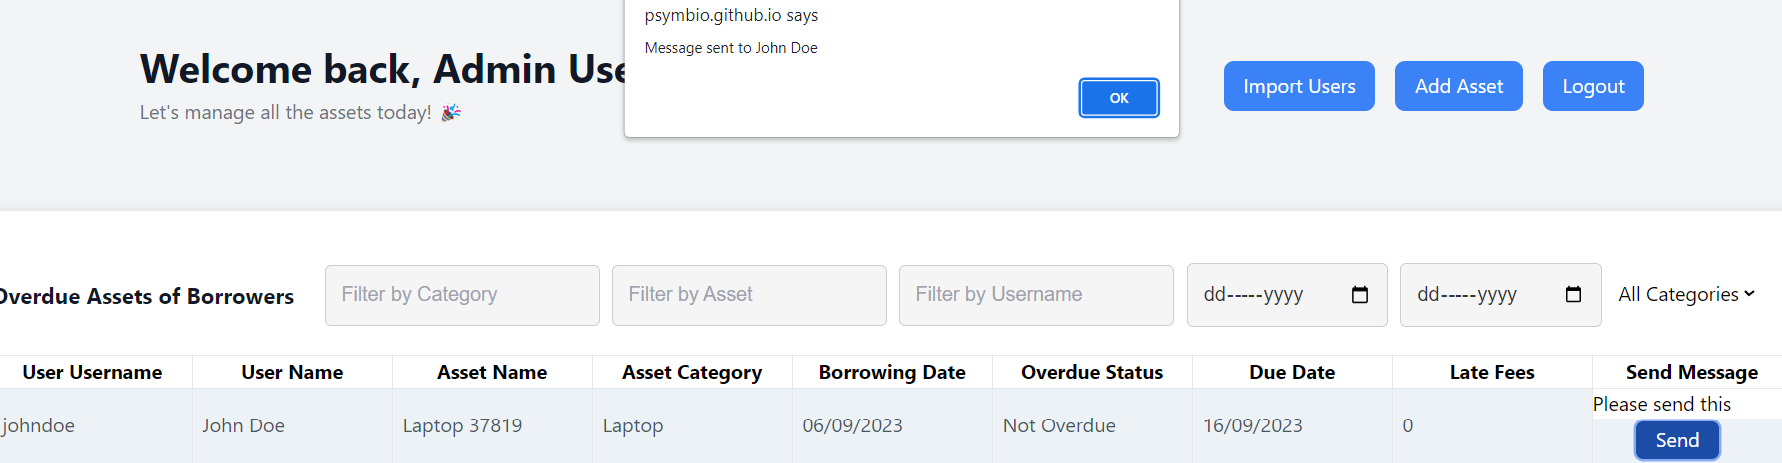 psymbio.github.io says
Message sent to John Doe
OK
Welcome back, Admin Use
Let's manage all the assets today! 🎉
Import Users
Add Asset
Logout
Overdue Assets of Borrowers
Filter by Category
Filter by Asset
Filter by Username
dd-----yyyy
dd-----yyyy
All Categories
User Username User Name Asset Name Asset Category Borrowing Date Overdue Status Due Date Late Fees Send Message
johndoe John Doe Laptop 37819 Laptop 06/09/2023 Not Overdue 16/09/2023 0 Please send this
Send